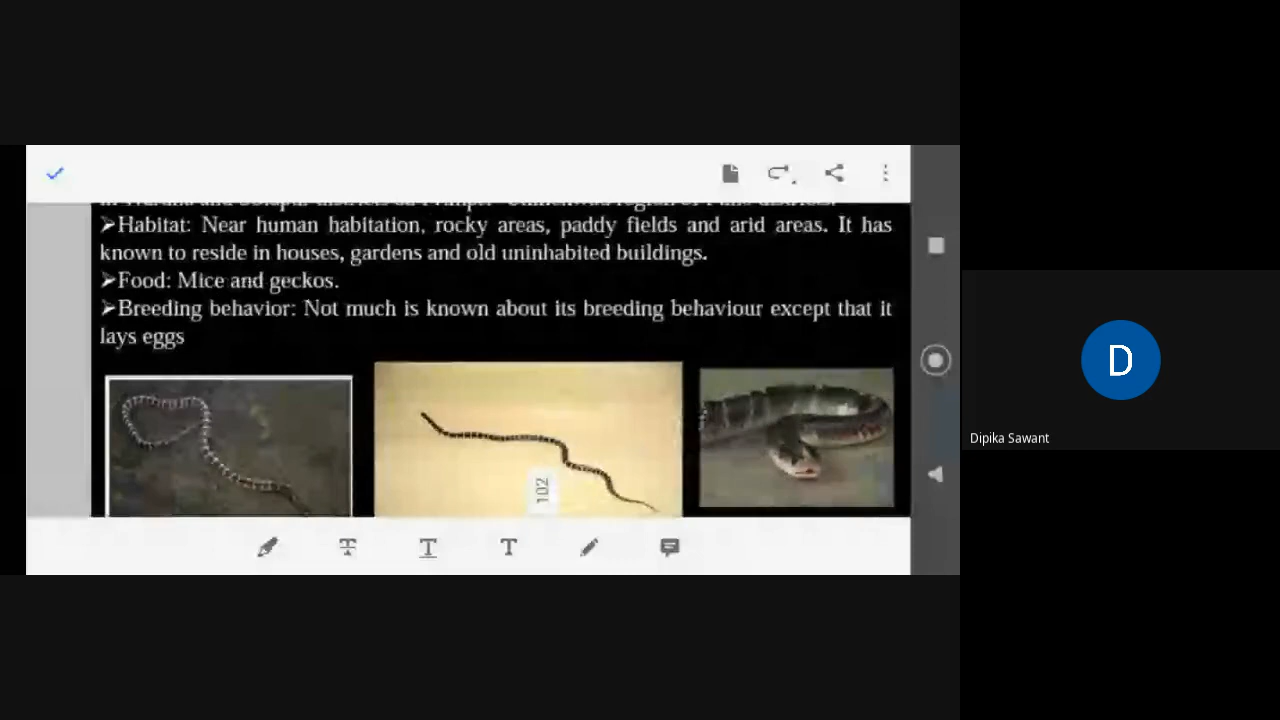 ➢Habitat: Near human habitation, rocky areas, paddy fields and arid areas. It has
known to reside in houses, gardens and old uninhabited buildings.
➢Food: Mice and geckos.
➢Breeding behavior: Not much is known about its breeding behaviour except that it
lays eggs
102
D
Dipika Sawant